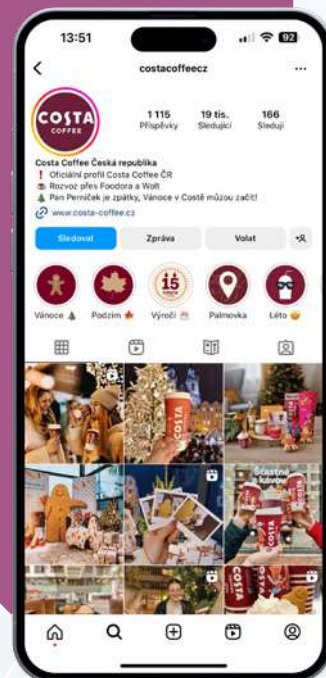 13:51
92
costacoffeecz
COSTA
COFFEE
1 115
19 tis.
166
Příspěvky
Sledující
Sleduji
Costa Coffee Česká republika
❗ Oficiální profil Costa Coffee ČR
☕ Rozvoz přes Foodora a Wolt
🎄 Pan Perníček je zpátky, Vánoce v Costě můžou začít!
www.costa-coffee.cz
Sledovat
Zpráva
Volat
15
Vánoce 🎄
Podzim 🍁
Výročí 🎂
Palmovka
Léto 😎
COSTA
Šťastné
a kávové
COSTA
COSTA